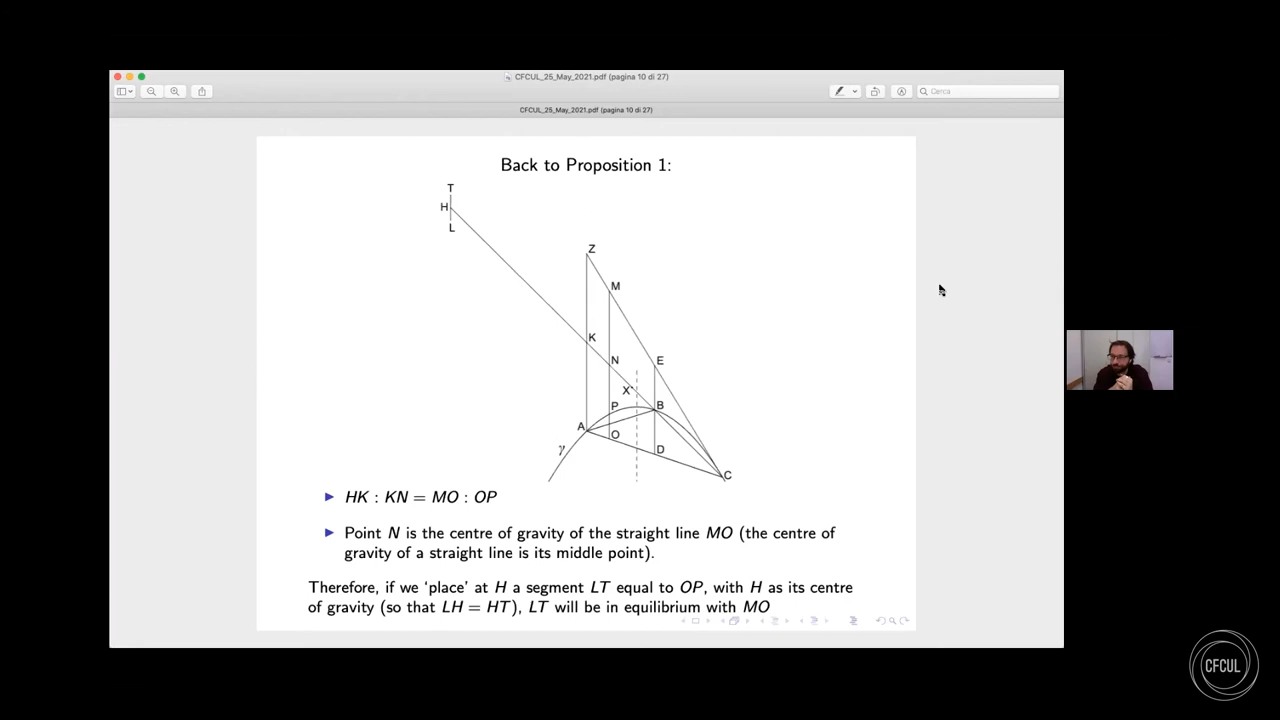 CFCUL_25_May_2021.pdf (pagina 10 di 27)
Cerca
CFCUL_25_May_2021.pdf (pagina 10 di 27)
Back to Proposition 1:
T
H
L
Z
M
K
N
E
X
P
B
A
O
γ
D
C
▶ HK : KN = MO : OP
▶ Point N is the centre of gravity of the straight line MO (the centre of
gravity of a straight line is its middle point).
Therefore, if we ‘place’ at H a segment LT equal to OP, with H as its centre
of gravity (so that LH = HT), LT will be in equilibrium with MO
CFCUL